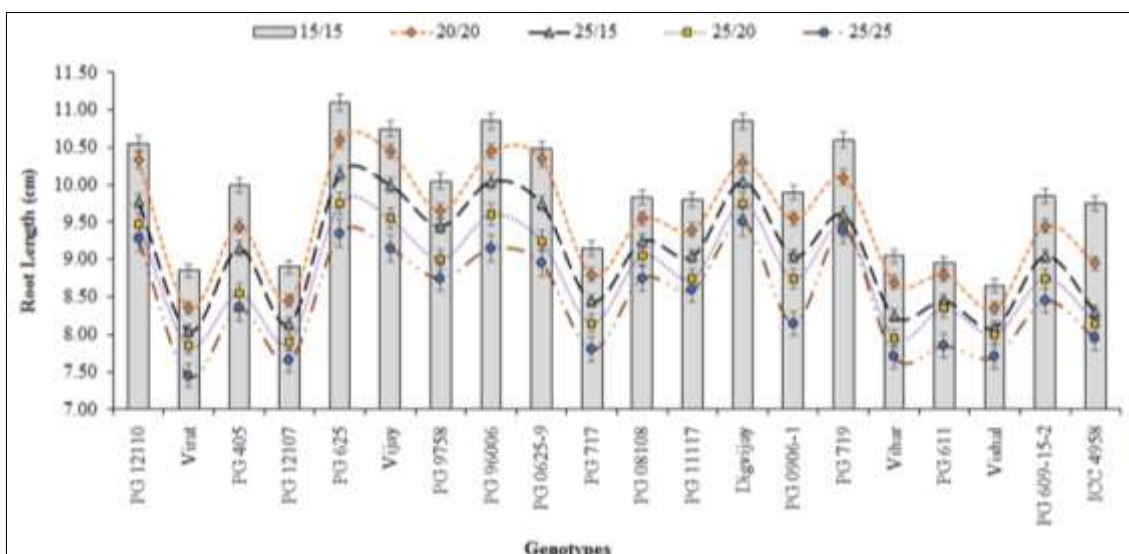 15/15 20/20 25/15 25/20 25/25
11.50
11.00
10.50
10.00
9.50
9.00
8.50
8.00
7.50
7.00
Root Length (cm)
PG 12110
Virat
PG 405
PG 12107
PG 625
Vijay
PG 9758
PG 96006
PG 0625-9
PG 717
PG 08108
PG 11117
Digvijay
PG 0906-1
PG 719
Vihar
PG 611
Vishal
PG 609-15-2
ICC 4958
Genotypes